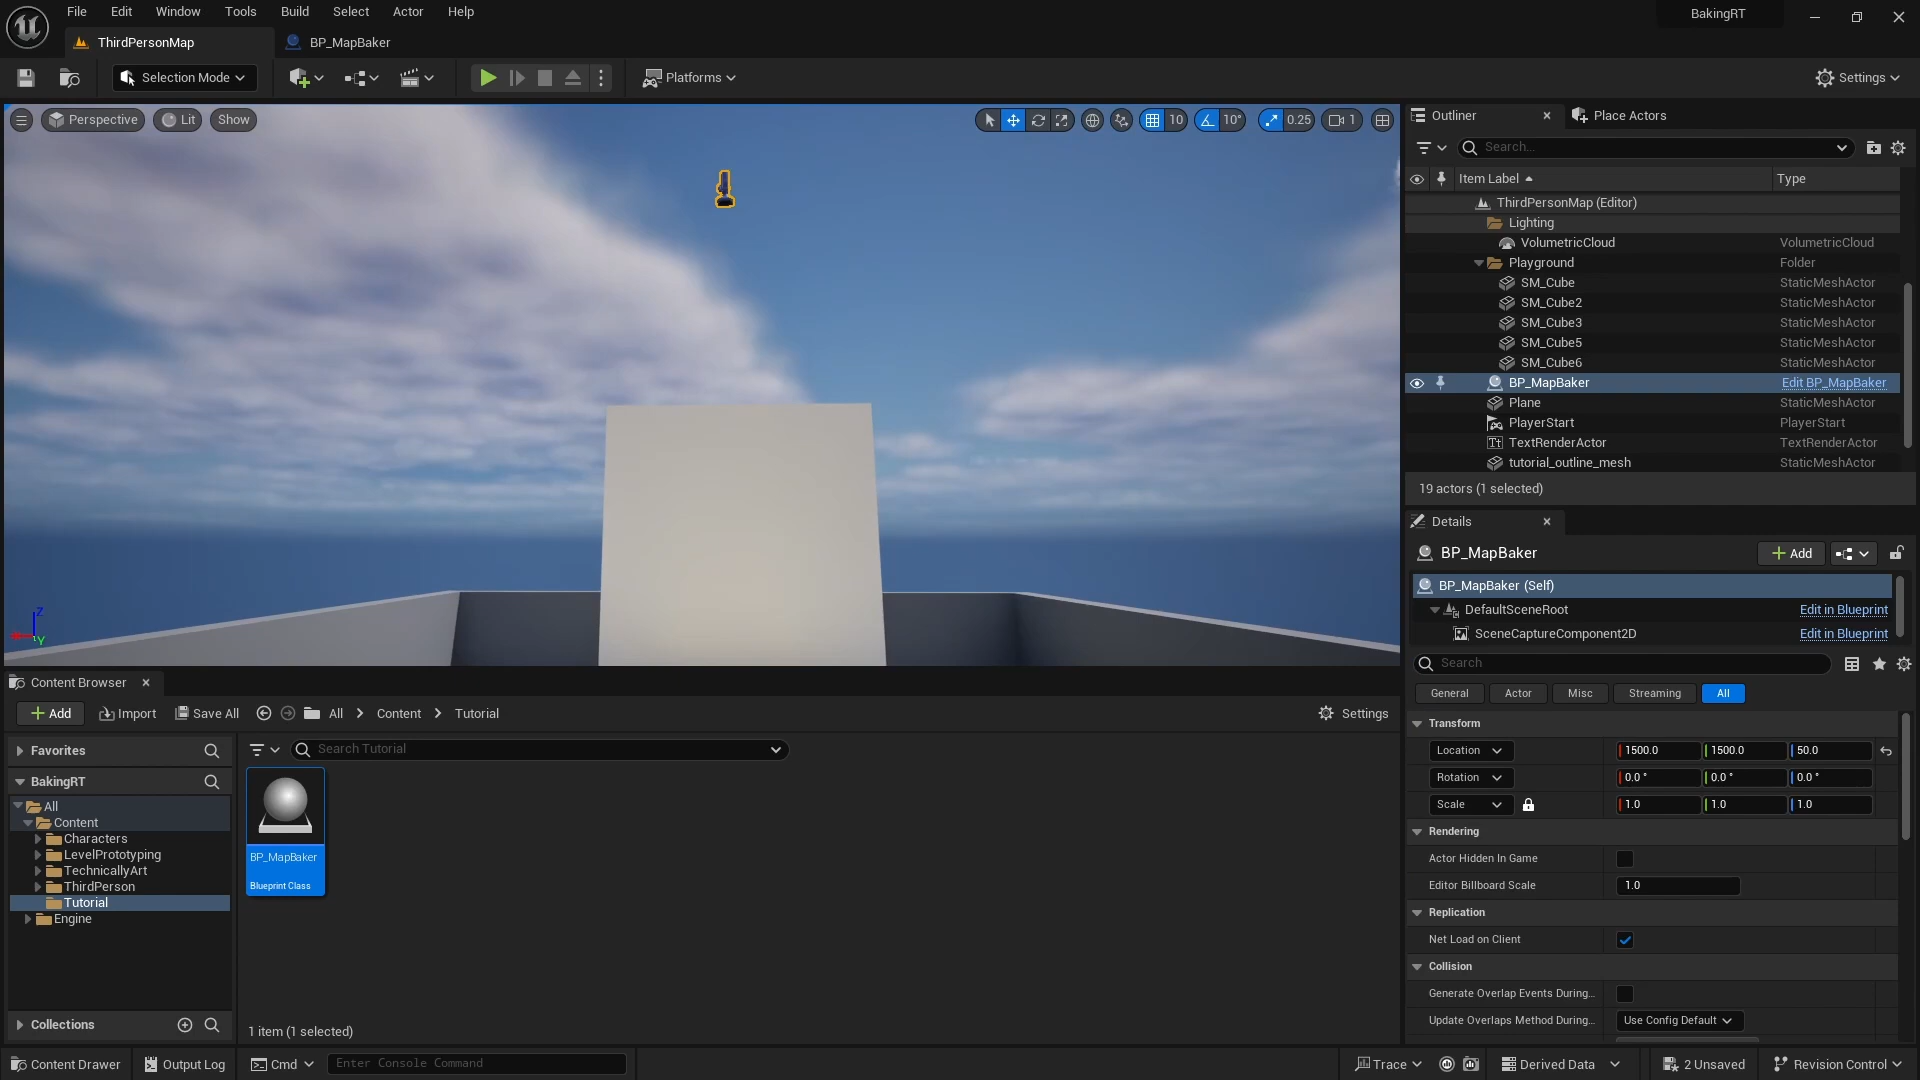 File Edit Window Tools Build Select Actor Help
BakingRT
ThirdPersonMap
BP_MapBaker
Selection Mode
Platforms
Settings
Perspective
Lit
Show
10
10°
0.25
1
Outliner
Place Actors
Search...
Item Label
Type
ThirdPersonMap (Editor)
Lighting
VolumetricCloud VolumetricCloud
Playground Folder
SM_Cube StaticMeshActor
SM_Cube2 StaticMeshActor
SM_Cube3 StaticMeshActor
SM_Cube5 StaticMeshActor
SM_Cube6 StaticMeshActor
BP_MapBaker Edit BP_MapBaker
Plane StaticMeshActor
PlayerStart PlayerStart
TextRenderActor TextRenderActor
tutorial_outline_mesh StaticMeshActor
19 actors (1 selected)
Details
BP_MapBaker
Add
BP_MapBaker (Self)
DefaultSceneRoot Edit in Blueprint
SceneCaptureComponent2D Edit in Blueprint
Search
General Actor Misc Streaming All
Transform
Location 1500.0 1500.0 50.0
Rotation 0.0 ° 0.0 ° 0.0 °
Scale 1.0 1.0 1.0
Rendering
Actor Hidden In Game
Editor Billboard Scale 1.0
Replication
Net Load on Client
Collision
Generate Overlap Events During...
Update Overlaps Method During... Use Config Default
Z
X
Y
Content Browser
Add Import Save All All Content Tutorial Settings
Favorites
Search Tutorial
BakingRT
All
Content
Characters
LevelPrototyping
TechnicallyArt
ThirdPerson
Tutorial
Engine
BP_MapBaker
Blueprint Class
Collections
1 item (1 selected)
Content Drawer
Output Log
Cmd
Enter Console Command
Trace
Derived Data
2 Unsaved
Revision Control